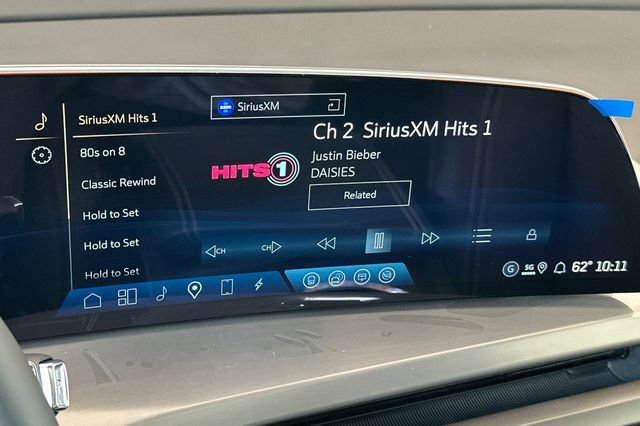 SiriusXM Hits 1
80s on 8
Classic Rewind
Hold to Set
Hold to Set
Hold to Set
SiriusXM
Ch 2 SiriusXM Hits 1
HITS 1
Justin Bieber
DAISIES
Related
CH
CH
G
5G
62° 10:11